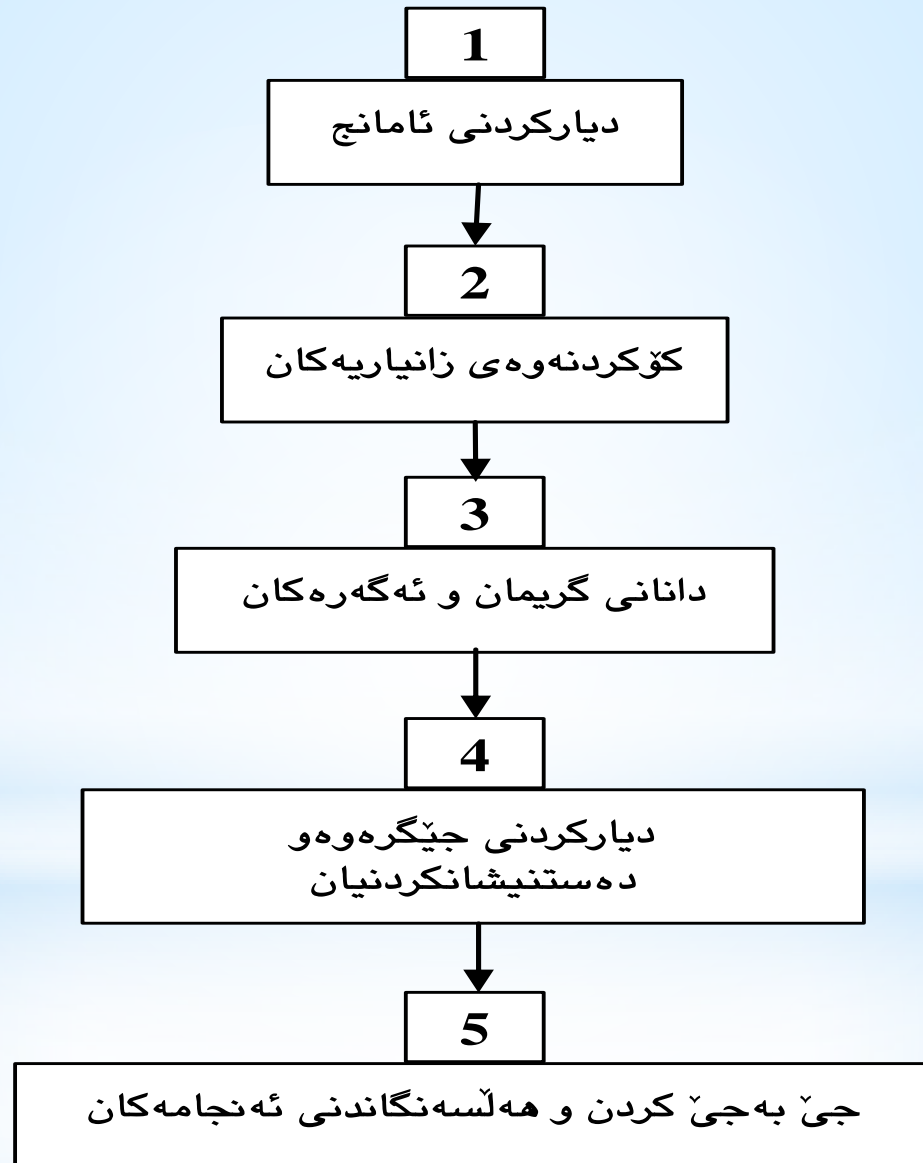 1
دیارکردنی ئامانج
2
کۆکردنەوەی زانیاریەکان
3
دانانی گریمان و ئەگەرەکان
4
دیارکردنی جێگرەوەو
دەستنیشانکردنیان
5
جێ بەجێ کردن و هەڵسەنگاندنی ئەنجامەکان